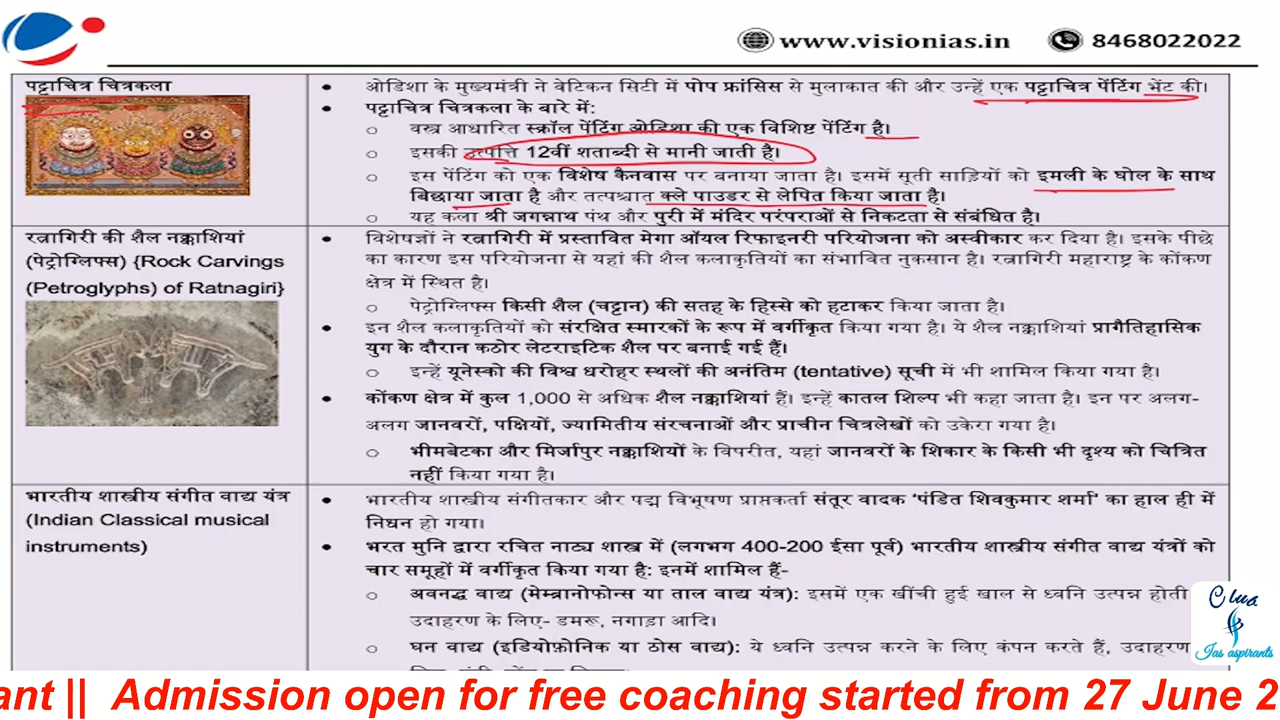 www.visionias.in
8468022022
पट्टाचित्र चित्रकला
ओडिशा के मुख्यमंत्री ने वेटिकन सिटी में पोप फ्रांसिस से मुलाकात की और उन्हें एक पट्टाचित्र पेंटिंग भेंट की।
पट्टाचित्र चित्रकला के बारे में:
वस्त्र आधारित स्क्रॉल पेंटिंग ओडिशा की एक विशिष्ट पेंटिंग है।
इसकी उत्पत्ति 12वीं शताब्दी से मानी जाती है।
इस पेंटिंग को एक विशेष कैनवास पर बनाया जाता है। इसमें सूती साड़ियों को इमली के घोल के साथ
बिछाया जाता है और तत्पश्चात क्ले पाउडर से लेपित किया जाता है।
यह कला श्री जगन्नाथ पंथ और पुरी में मंदिर परंपराओं से निकटता से संबंधित है।
रत्नागिरी की शैल नक्काशियां
(पेट्रोग्लिफ्स) {Rock Carvings
(Petroglyphs) of Ratnagiri}
विशेषज्ञों ने रत्नागिरी में प्रस्तावित मेगा ऑयल रिफाइनरी परियोजना को अस्वीकार कर दिया है। इसके पीछे
का कारण इस परियोजना से यहां की शैल कलाकृतियों का संभावित नुकसान है। रत्नागिरी महाराष्ट्र के कोंकण
क्षेत्र में स्थित है।
पेट्रोग्लिफ्स किसी शैल (चट्टान) की सतह के हिस्से को हटाकर किया जाता है।
इन शैल कलाकृतियों को संरक्षित स्मारकों के रूप में वर्गीकृत किया गया है। ये शैल नक्काशियां प्रागैतिहासिक
युग के दौरान कठोर लेटराइटिक शैल पर बनाई गई हैं।
इन्हें यूनेस्को की विश्व धरोहर स्थलों की अनंतिम (tentative) सूची में भी शामिल किया गया है।
कोंकण क्षेत्र में कुल 1,000 से अधिक शैल नक्काशियां हैं। इन्हें कातल शिल्प भी कहा जाता है। इन पर अलग-
अलग जानवरों, पक्षियों, ज्यामितीय संरचनाओं और प्राचीन चित्रलेखों को उकेरा गया है।
भीमबेटका और मिर्जापुर नक्काशियों के विपरीत, यहां जानवरों के शिकार के किसी भी दृश्य को चित्रित
नहीं किया गया है।
भारतीय शास्त्रीय संगीत वाद्य यंत्र
(Indian Classical musical
instruments)
भारतीय शास्त्रीय संगीतकार और पद्म विभूषण प्राप्तकर्ता संतूर वादक ‘पंडित शिवकुमार शर्मा’ का हाल ही में
निधन हो गया।
भरत मुनि द्वारा रचित नाट्य शास्त्र में (लगभग 400-200 ईसा पूर्व) भारतीय शास्त्रीय संगीत वाद्य यंत्रों को
चार समूहों में वर्गीकृत किया गया है: इनमें शामिल हैं-
अवनद्ध वाद्य (मेम्ब्रानोफोन्स या ताल वाद्य यंत्र): इसमें एक खींची हुई खाल से ध्वनि उत्पन्न होती
उदाहरण के लिए- डमरू, नगाड़ा आदि।
घन वाद्य (इडियोफ़ोनिक या ठोस वाद्य): ये ध्वनि उत्पन्न करने के लिए कंपन करते हैं, उदाहरण
Clue
Jas aspirants
ant || Admission open for free coaching started from 27 June 2